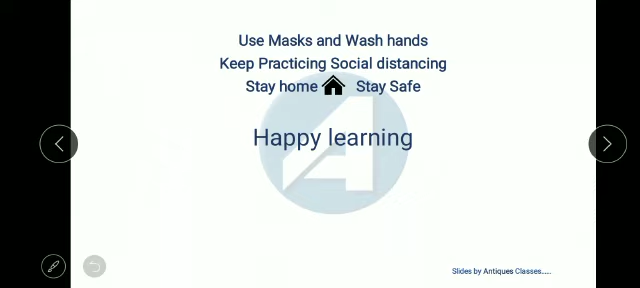 Use Masks and Wash hands
Keep Practicing Social distancing
Stay home Stay Safe
Happy learning
Slides by Antiques Classes.....